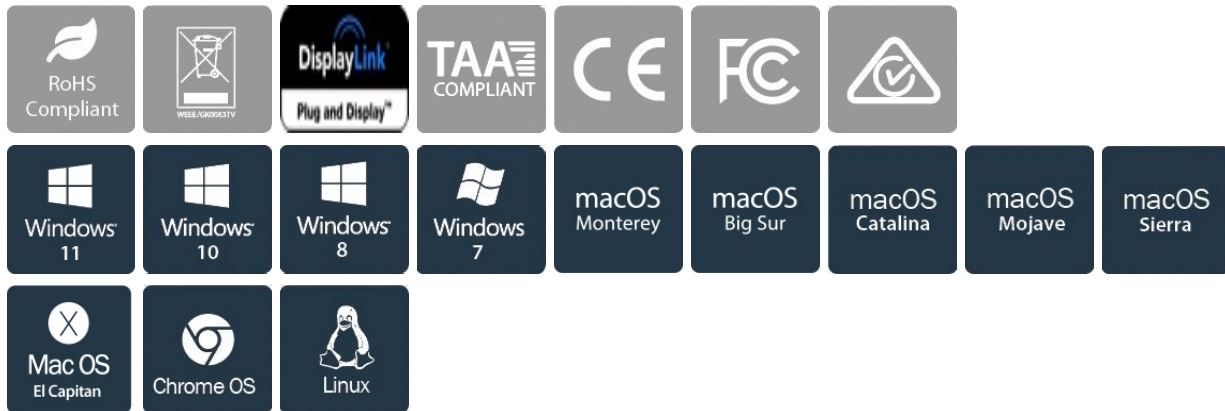 RoHS
Compliant
WEEE/GK0063TV
DisplayLink®
Plug and Display™
TAA
COMPLIANT
CE
FC
Windows
11
Windows
10
Windows
8
Windows
7
macOS
Monterey
macOS
Big Sur
macOS
Catalina
macOS
Mojave
macOS
Sierra
X
Mac OS
El Capitan
Chrome OS
Linux